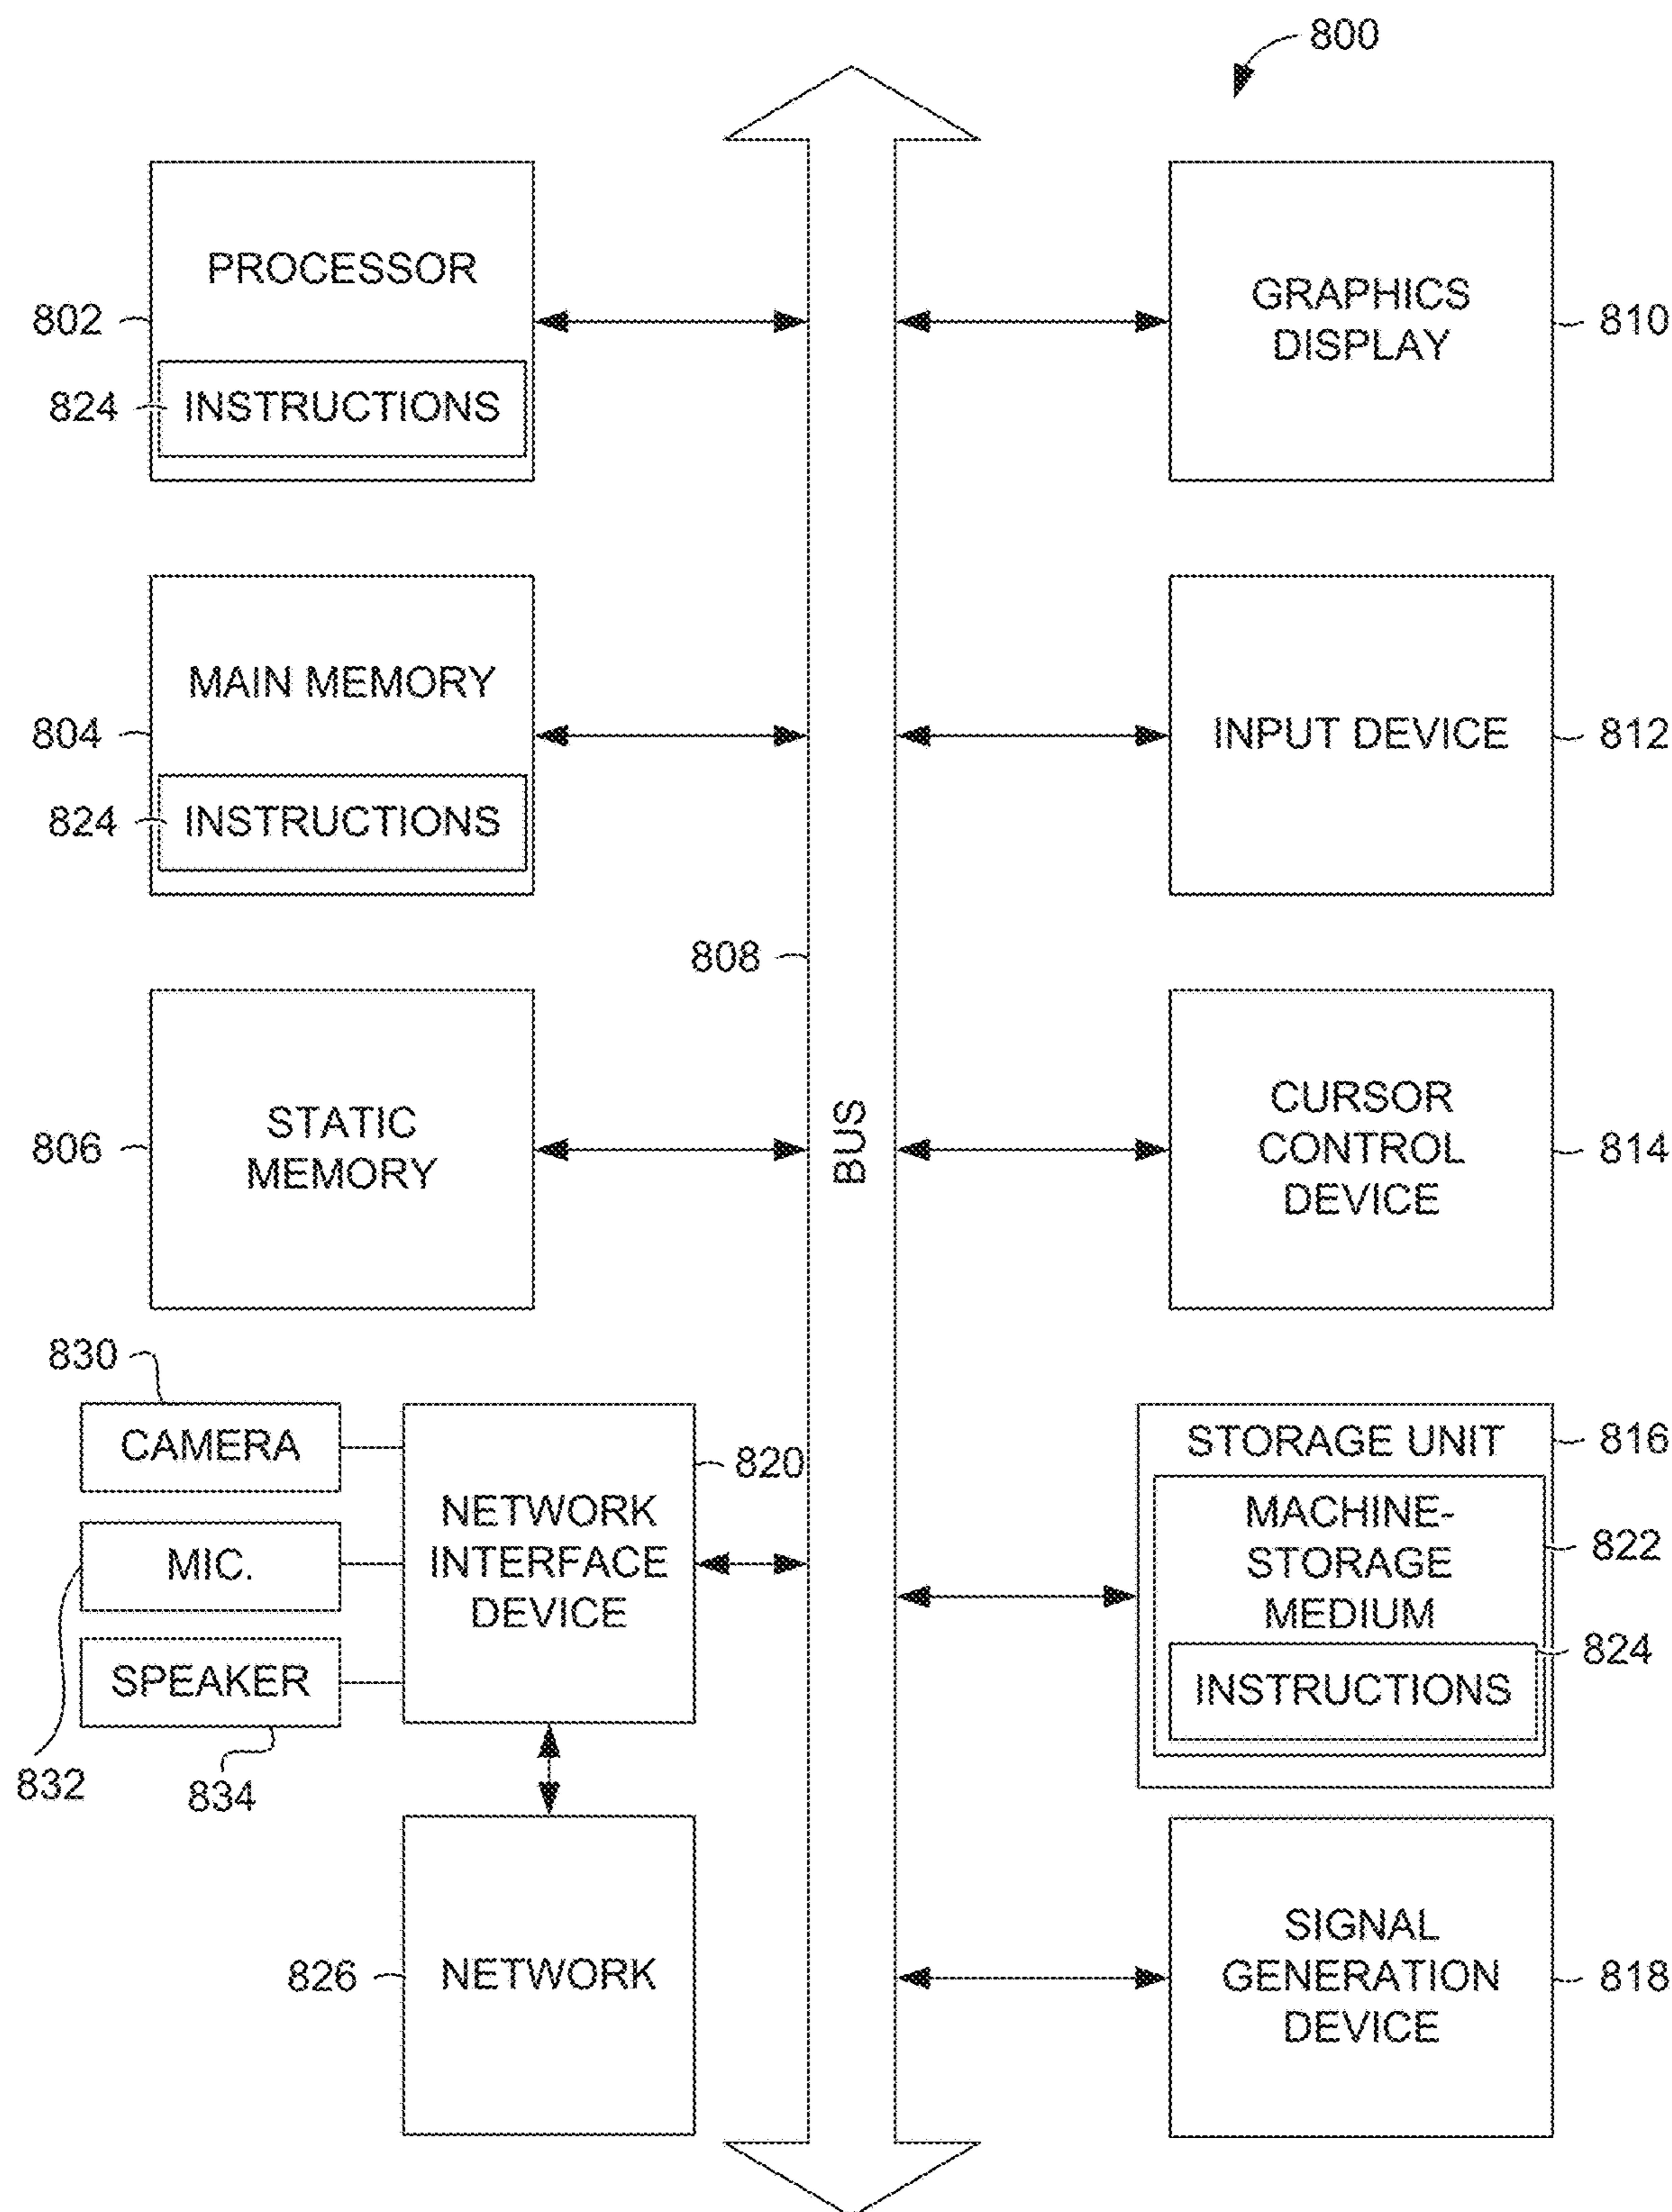 800
PROCESSOR
802
824
INSTRUCTIONS
GRAPHICS
DISPLAY
810
MAIN MEMORY
804
824
INSTRUCTIONS
INPUT DEVICE
812
808
BUS
STATIC
MEMORY
806
CURSOR
CONTROL
DEVICE
814
830
CAMERA
MIC.
SPEAKER
832
834
NETWORK
INTERFACE
DEVICE
820
STORAGE UNIT
816
MACHINE-
STORAGE
MEDIUM
822
824
INSTRUCTIONS
826
NETWORK
SIGNAL
GENERATION
DEVICE
818